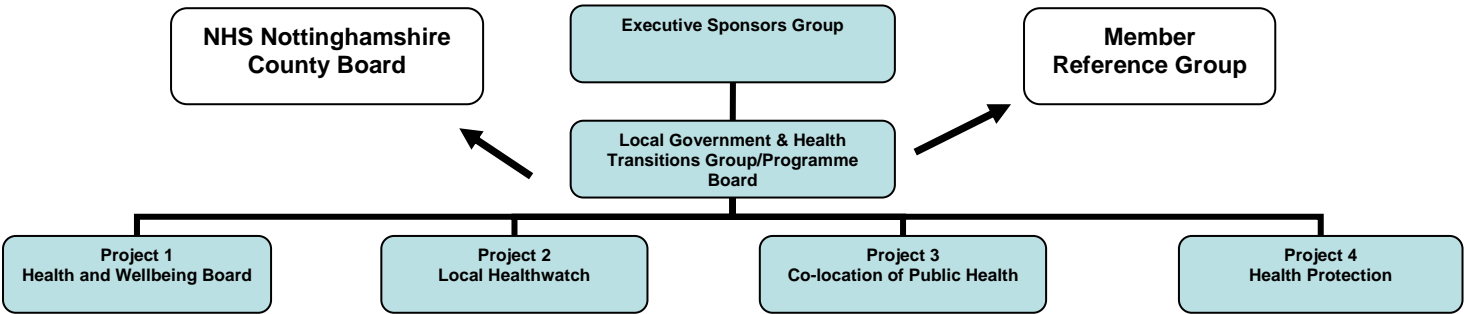 NHS Nottinghamshire
County Board
Executive Sponsors Group
Member
Reference Group
Local Government & Health
Transitions Group/Programme
Board
Project 1
Health and Wellbeing Board
Project 2
Local Healthwatch
Project 3
Co-location of Public Health
Project 4
Health Protection